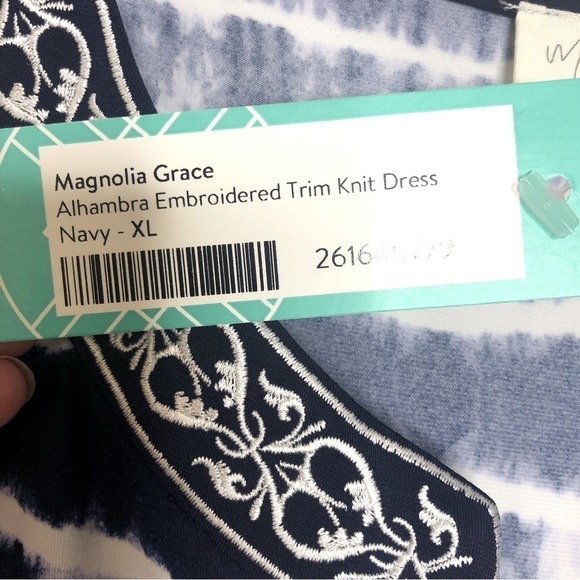 Magnolia Grace
Alhambra Embroidered Trim Knit Dress
Navy - XL